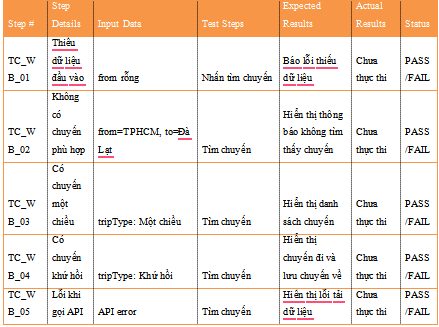 Step # Step Details Input Data Test Steps Expected Results Actual Results Status
TC_WB_01 Thiếu dữ liệu đầu vào from rỗng Nhấn tìm chuyến Báo lỗi thiếu dữ liệu Chưa thực thi PASS/FAIL
TC_WB_02 Không có chuyến phù hợp from=TPHCM, to=Đà Lạt Tìm chuyến Hiển thị thông báo không tìm thấy chuyến Chưa thực thi PASS/FAIL
TC_WB_03 Có chuyến một chiều tripType: Một chiều Tìm chuyến Hiển thị danh sách chuyến Chưa thực thi PASS/FAIL
TC_WB_04 Có chuyến khứ hồi tripType: Khứ hồi Tìm chuyến Hiển thị chuyến đi và lưu chuyến về Chưa thực thi PASS/FAIL
TC_WB_05 Lỗi khi gọi API API error Tìm chuyến Hiển thị lỗi tải dữ liệu Chưa thực thi PASS/FAIL